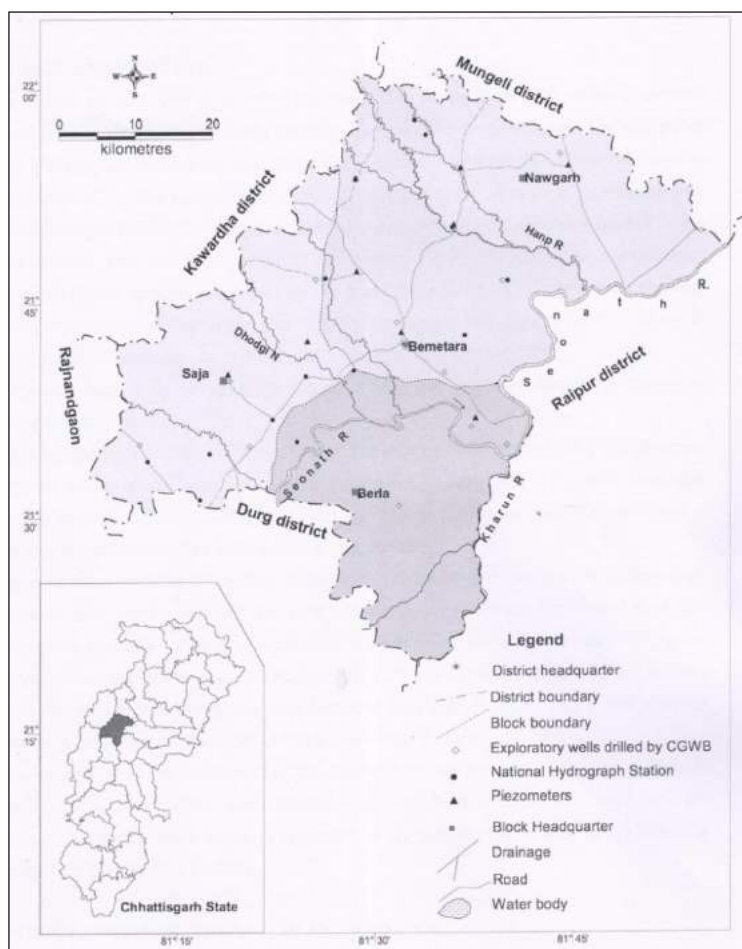 N
W E
S
22
00'
0 10 20
kilometres
Mungeli district
Nawgarh
Kawardha district
Hanp R
21
45'
S e o n a t h R.
Dhodgi N
Bemetara
Saja
Raipur district
Rajnandgaon
Seonath R
Berla
Kharun R
21
30'
Durg district
Legend
District headquarter
District boundary
Block boundary
Exploratory wells drilled by CGWB
National Hydrograph Station
Piezometers
Block Headquarter
Drainage
Road
Water body
21
15'
Chhattisgarh State
81° 15'
81° 30'
81° 45'